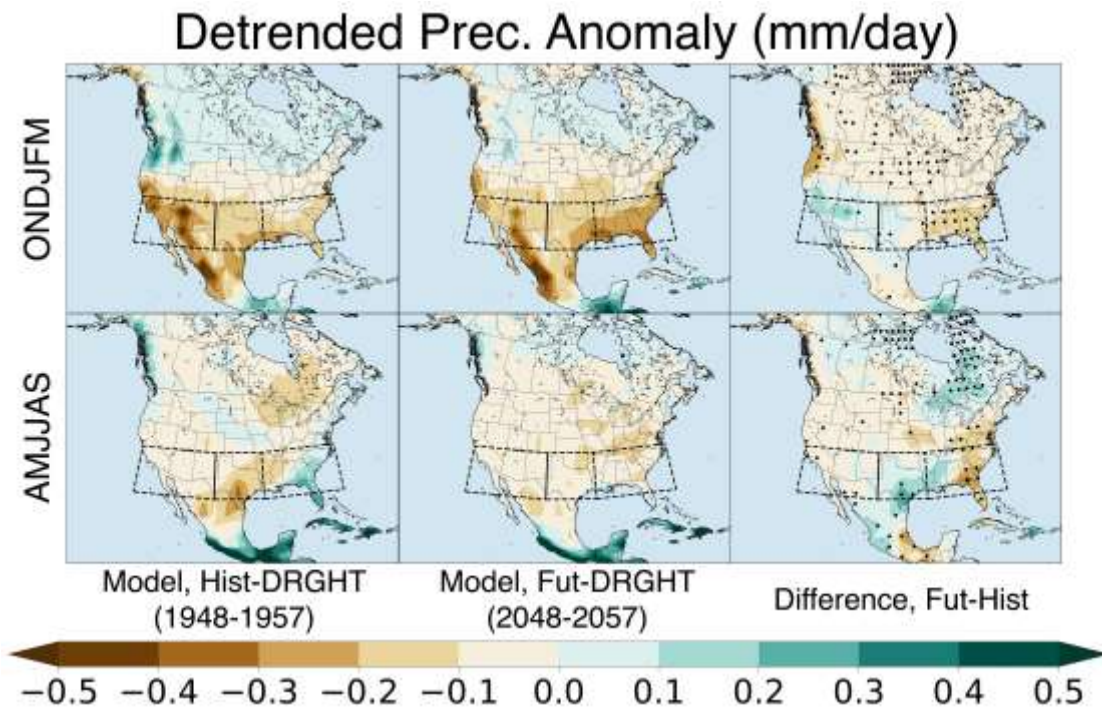 Detrended Prec. Anomaly (mm/day)
ONDJFM
AMJJAS
Model, Hist-DRGHT
(1948-1957)
Model, Fut-DRGHT
(2048-2057)
Difference, Fut-Hist
−0.5 −0.4 −0.3 −0.2 −0.1 0.0 0.1 0.2 0.3 0.4 0.5